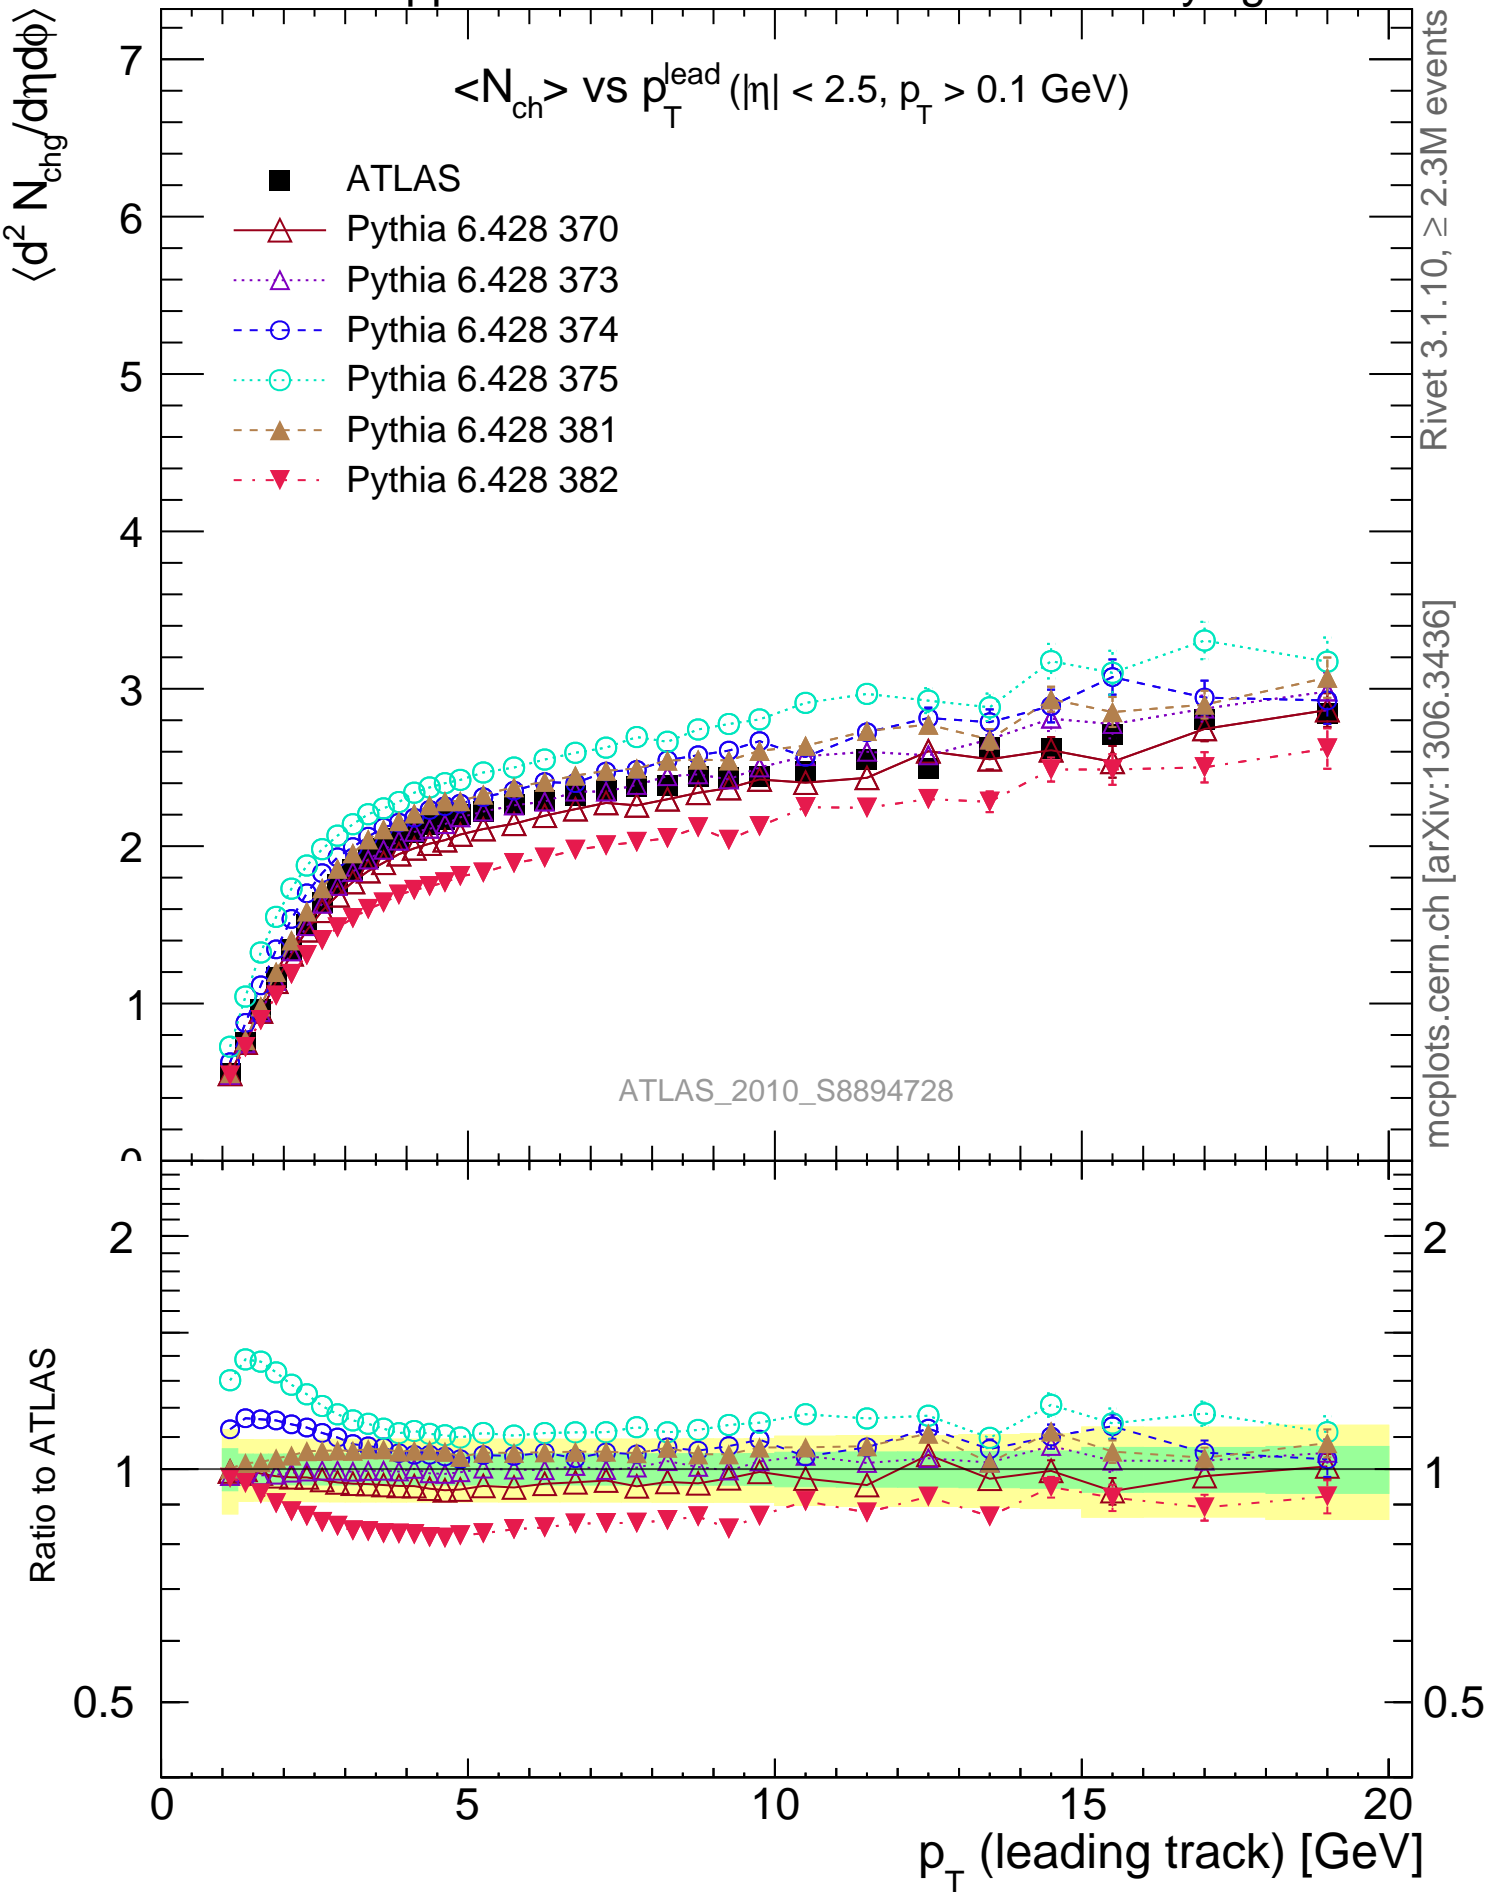 ⟨d² N_chg/dηdϕ⟩
<N_ch> vs p_T^lead (|η| < 2.5, p_T > 0.1 GeV)
ATLAS
Pythia 6.428 370
Pythia 6.428 373
Pythia 6.428 374
Pythia 6.428 375
Pythia 6.428 381
Pythia 6.428 382
7
6
5
4
3
2
1
0
ATLAS_2010_S8894728
Rivet 3.1.10, ≥ 2.3M events
mcplots.cern.ch [arXiv:1306.3436]
Ratio to ATLAS
2
1
0.5
2
1
0.5
0 5 10 15 20
p_T (leading track) [GeV]